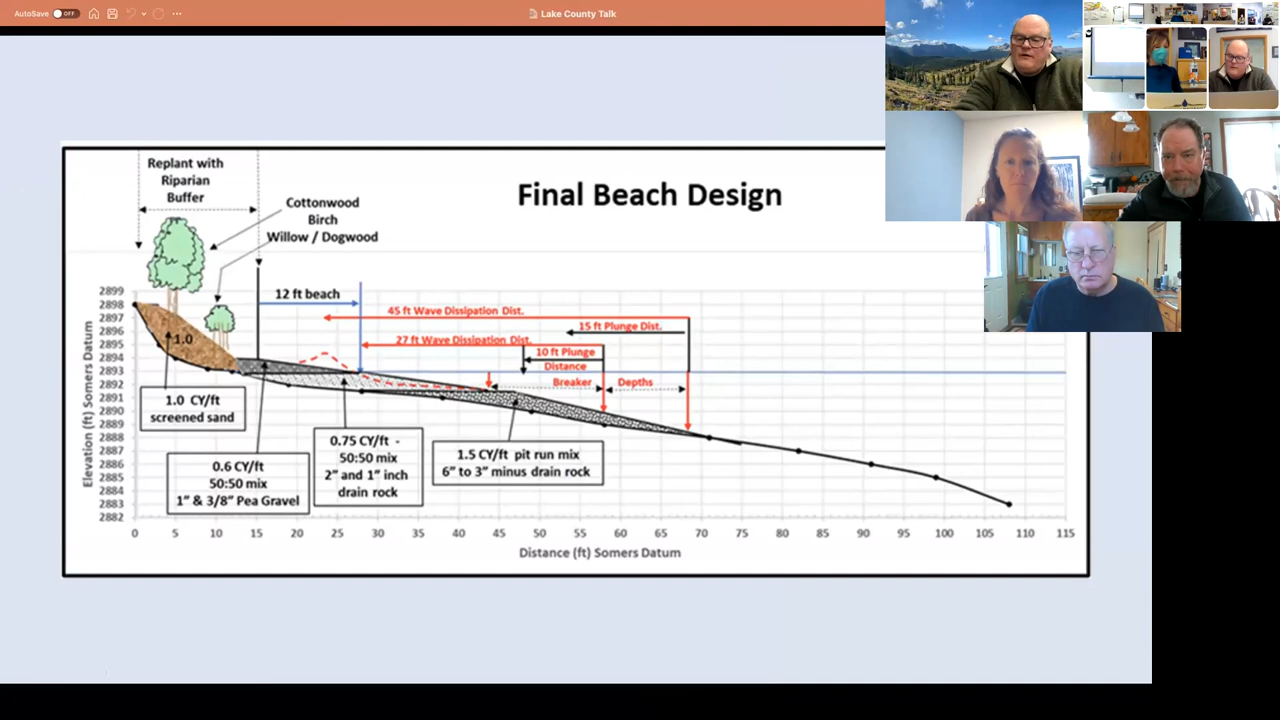 AutoSave OFF
Lake County Talk
Final Beach Design
Replant with
Riparian
Buffer
Cottonwood
Birch
Willow / Dogwood
12 ft beach
45 ft Wave Dissipation Dist.
15 ft Plunge Dist.
27 ft Wave Dissipation Dist.
10 ft Plunge
Distance
Breaker
Depths
1.0
1.0 CY/ft
screened sand
0.6 CY/ft
50:50 mix
1” & 3/8” Pea Gravel
0.75 CY/ft -
50:50 mix
2” and 1” inch
drain rock
1.5 CY/ft pit run mix
6” to 3” minus drain rock
Elevation (ft) Somers Datum
2899
2898
2897
2896
2895
2894
2893
2892
2891
2890
2889
2888
2887
2886
2885
2884
2883
2882
0 5 10 15 20 25 30 35 40 45 50 55 60 65 70 75 80 85 90 95 100 105 110 115
Distance (ft) Somers Datum